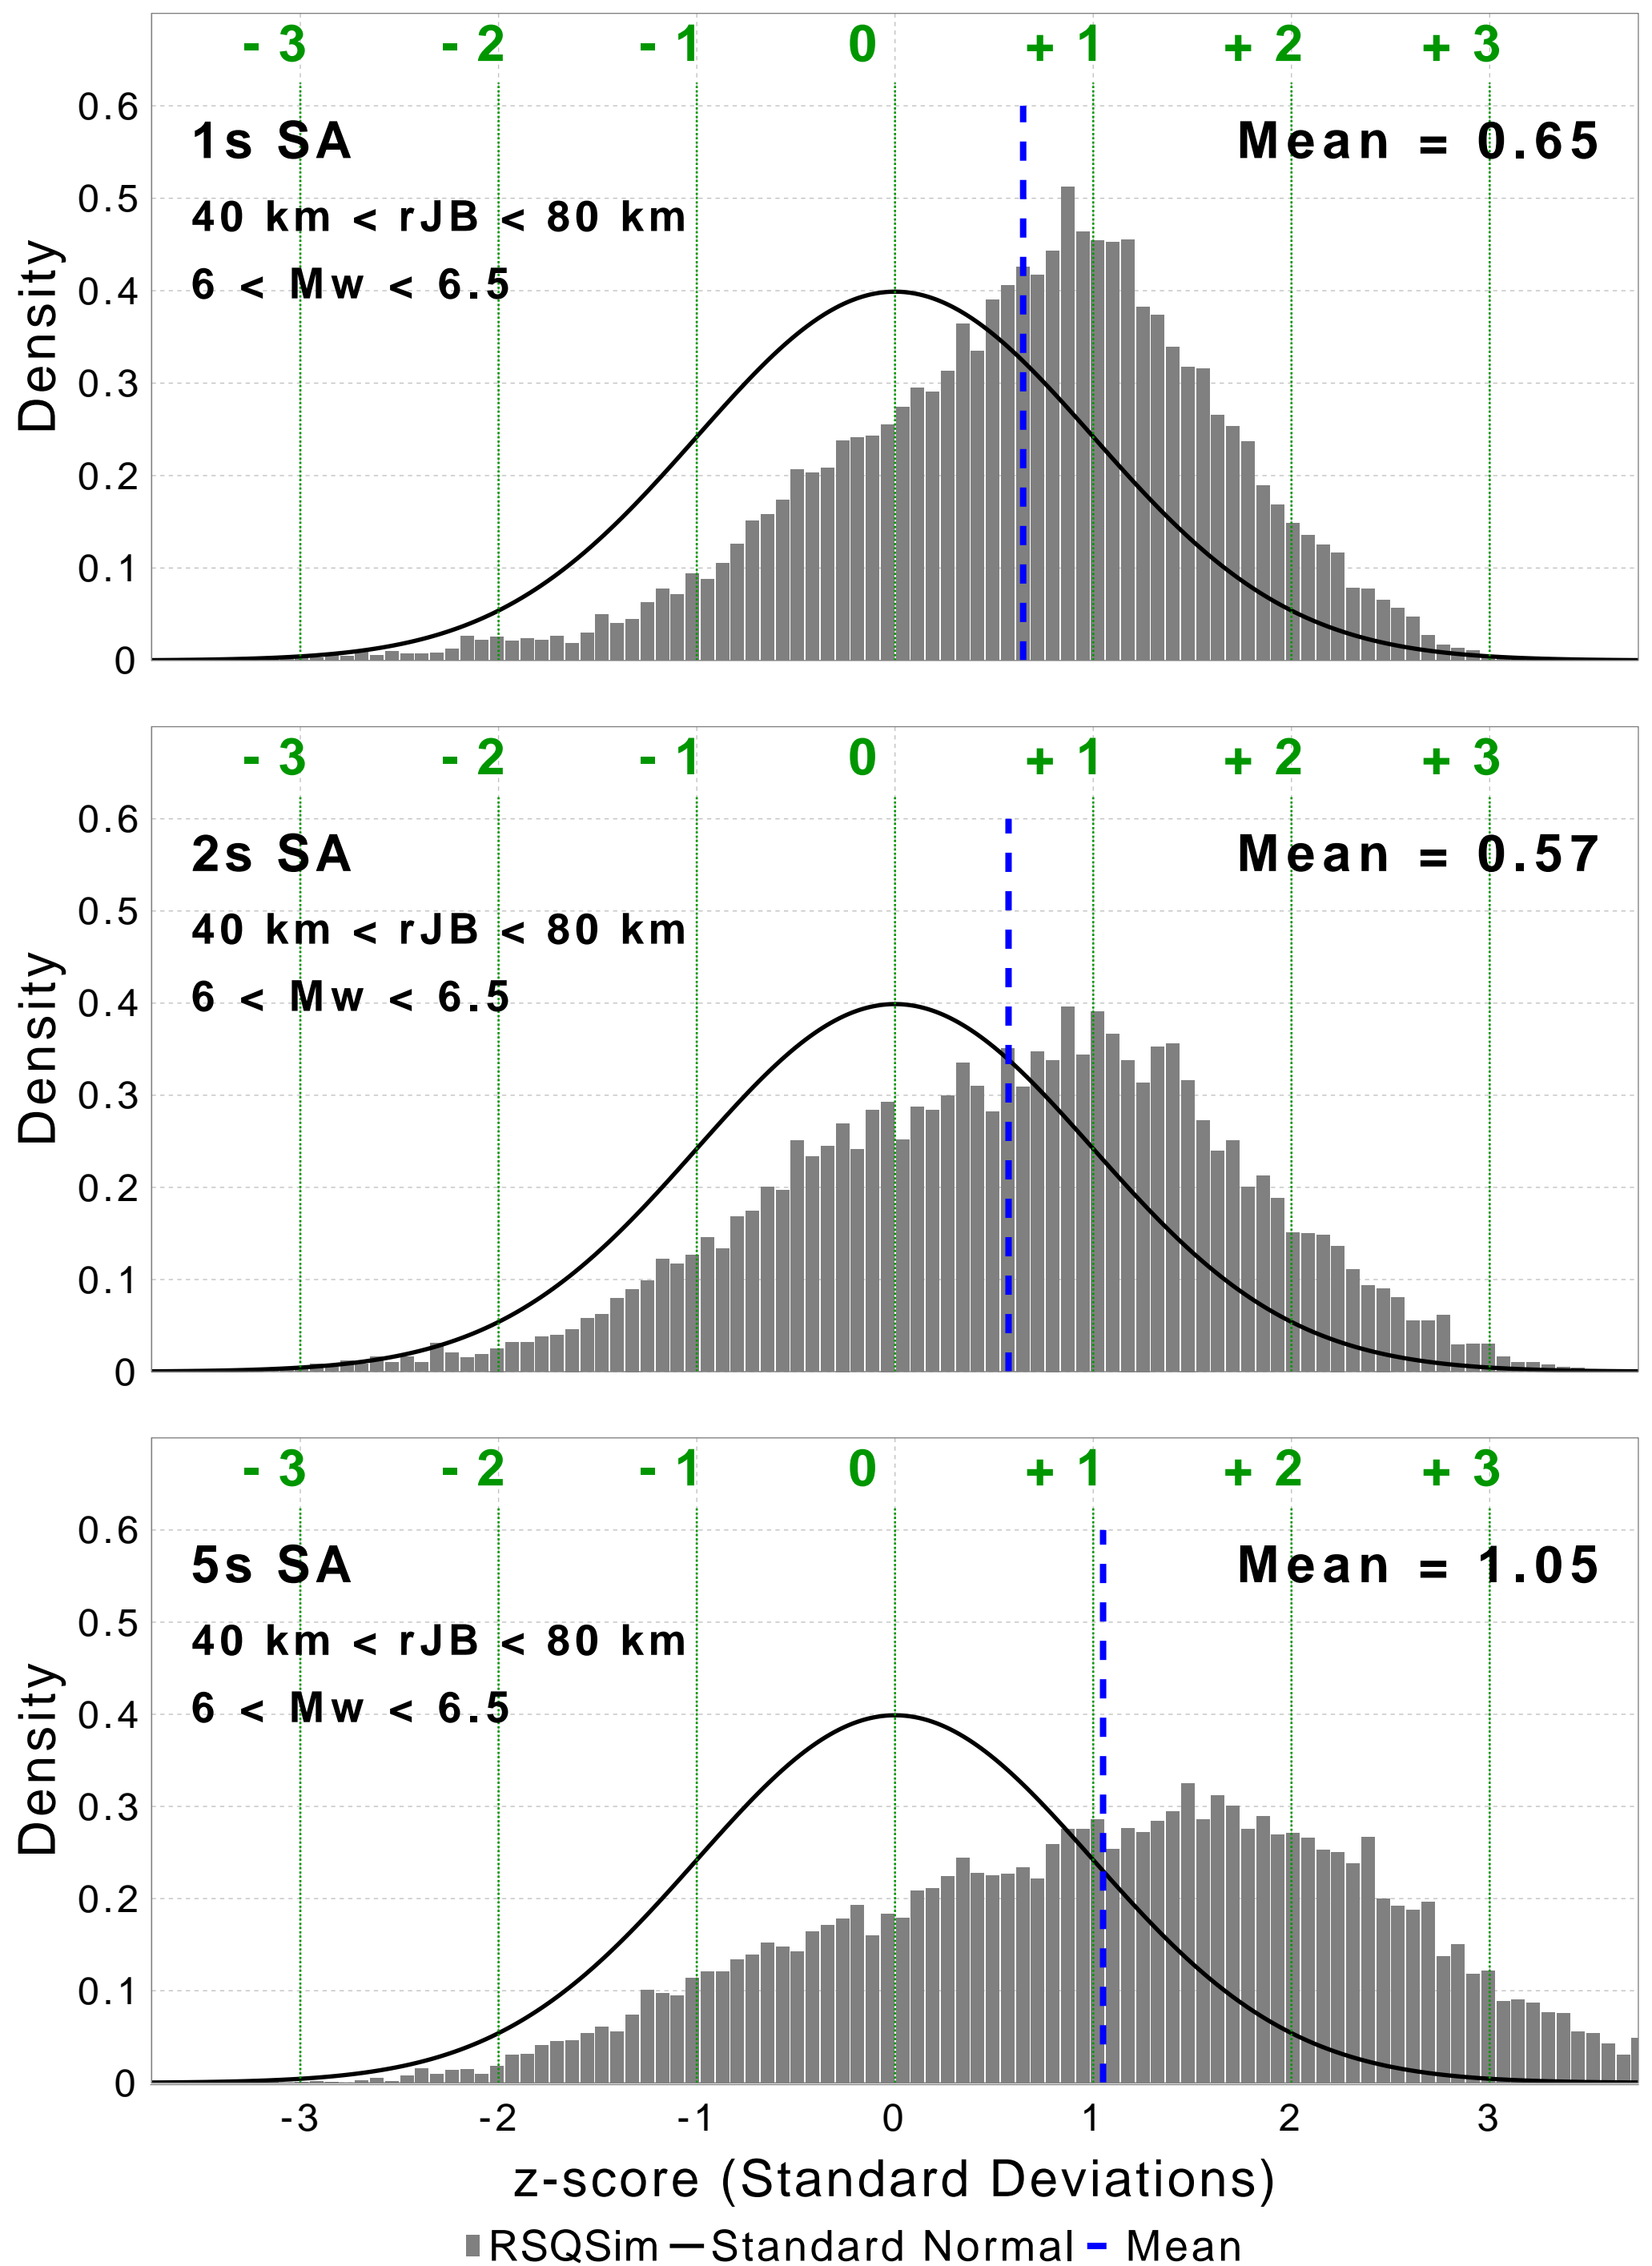 - 3 - 2 - 1 0 + 1 + 2 + 3
0.6
1s SA Mean = 0.65
0.5
40 km < rJB < 80 km
6 < Mw < 6.5
0.4
Density
0.3
0.2
0.1
0
- 3 - 2 - 1 0 + 1 + 2 + 3
0.6
2s SA Mean = 0.57
0.5
40 km < rJB < 80 km
6 < Mw < 6.5
0.4
Density
0.3
0.2
0.1
0
- 3 - 2 - 1 0 + 1 + 2 + 3
0.6
5s SA Mean = 1.05
0.5
40 km < rJB < 80 km
6 < Mw < 6.5
0.4
Density
0.3
0.2
0.1
0
-3 -2 -1 0 1 2 3
z-score (Standard Deviations)
RSQSim Standard Normal Mean